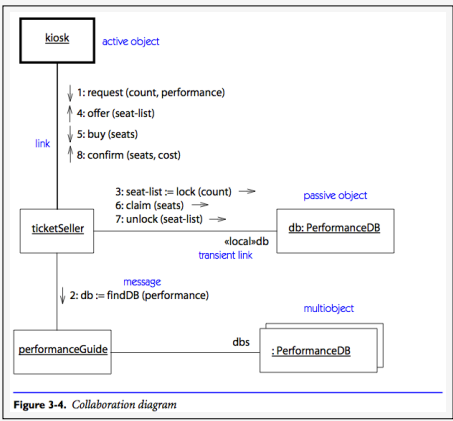 kiosk
active object
1: request (count, performance)
4: offer (seat-list)
5: buy (seats)
link
8: confirm (seats, cost)
3: seat-list := lock (count)
6: claim (seats)
7: unlock (seat-list)
passive object
ticketSeller
db: PerformanceDB
«local»db
transient link
message
2: db := findDB (performance)
multiobject
performanceGuide
dbs
: PerformanceDB
Figure 3-4. Collaboration diagram